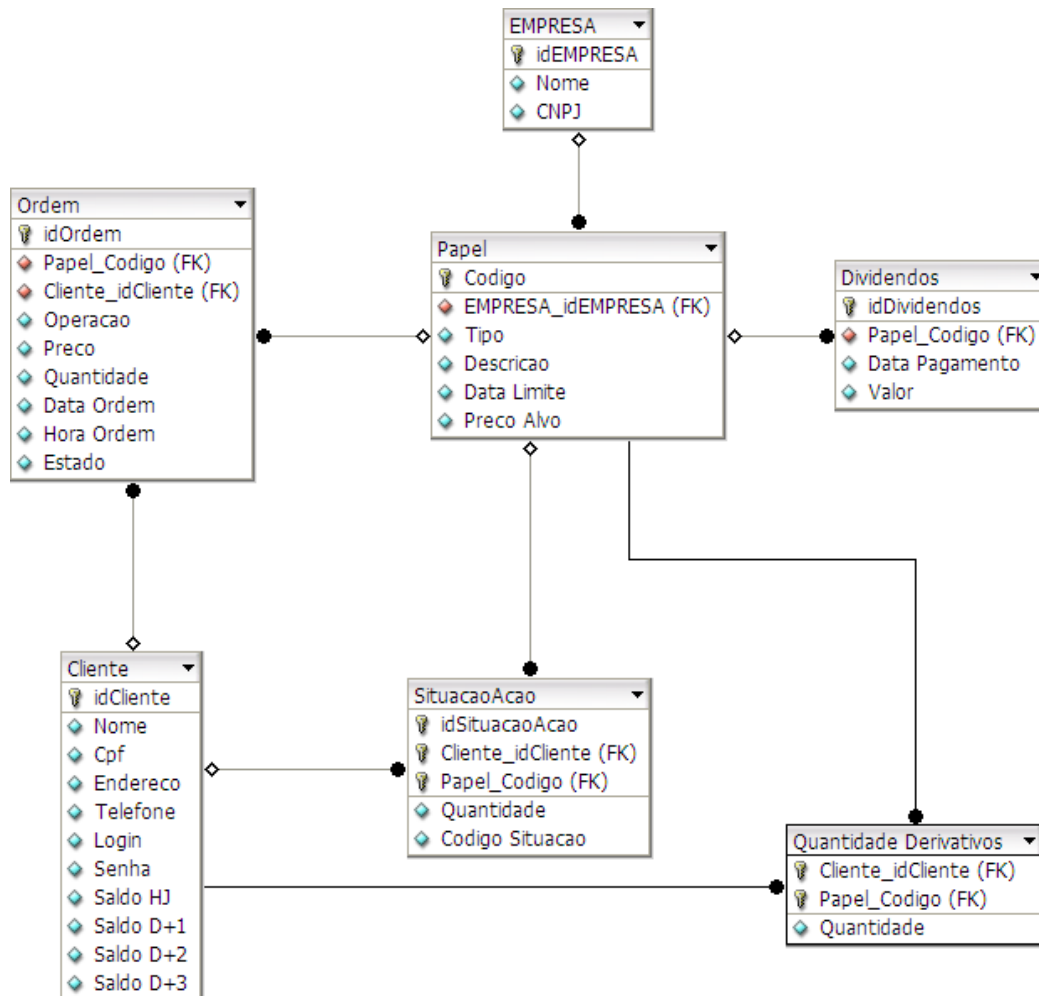 EMPRESA
idEMPRESA
Nome
CNPJ
Ordem
idOrdem
Papel_Codigo (FK)
Cliente_idCliente (FK)
Operacao
Preco
Quantidade
Data Ordem
Hora Ordem
Estado
Papel
Codigo
EMPRESA_idEMPRESA (FK)
Tipo
Descricao
Data Limite
Preco Alvo
Dividendos
idDividendos
Papel_Codigo (FK)
Data Pagamento
Valor
Cliente
idCliente
Nome
Cpf
Endereco
Telefone
Login
Senha
Saldo HJ
Saldo D+1
Saldo D+2
Saldo D+3
SituacaoAcao
idSituacaoAcao
Cliente_idCliente (FK)
Papel_Codigo (FK)
Quantidade
Codigo Situacao
Quantidade Derivativos
Cliente_idCliente (FK)
Papel_Codigo (FK)
Quantidade